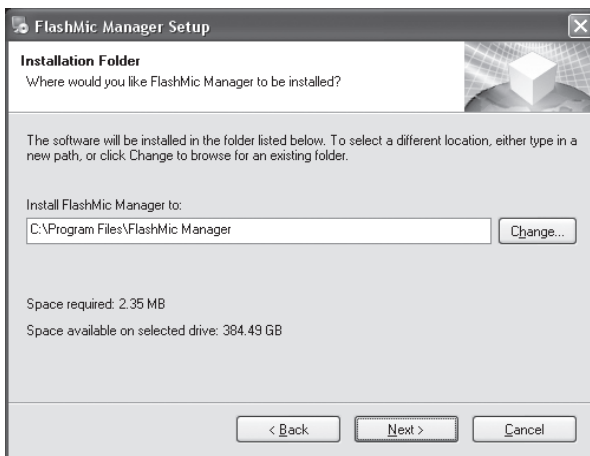 FlashMic Manager Setup
Installation Folder
Where would you like FlashMic Manager to be installed?
The software will be installed in the folder listed below. To select a different location, either type in a
new path, or click Change to browse for an existing folder.
Install FlashMic Manager to:
C:\Program Files\FlashMic Manager
Change...
Space required: 2.35 MB
Space available on selected drive: 384.49 GB
< Back
Next >
Cancel